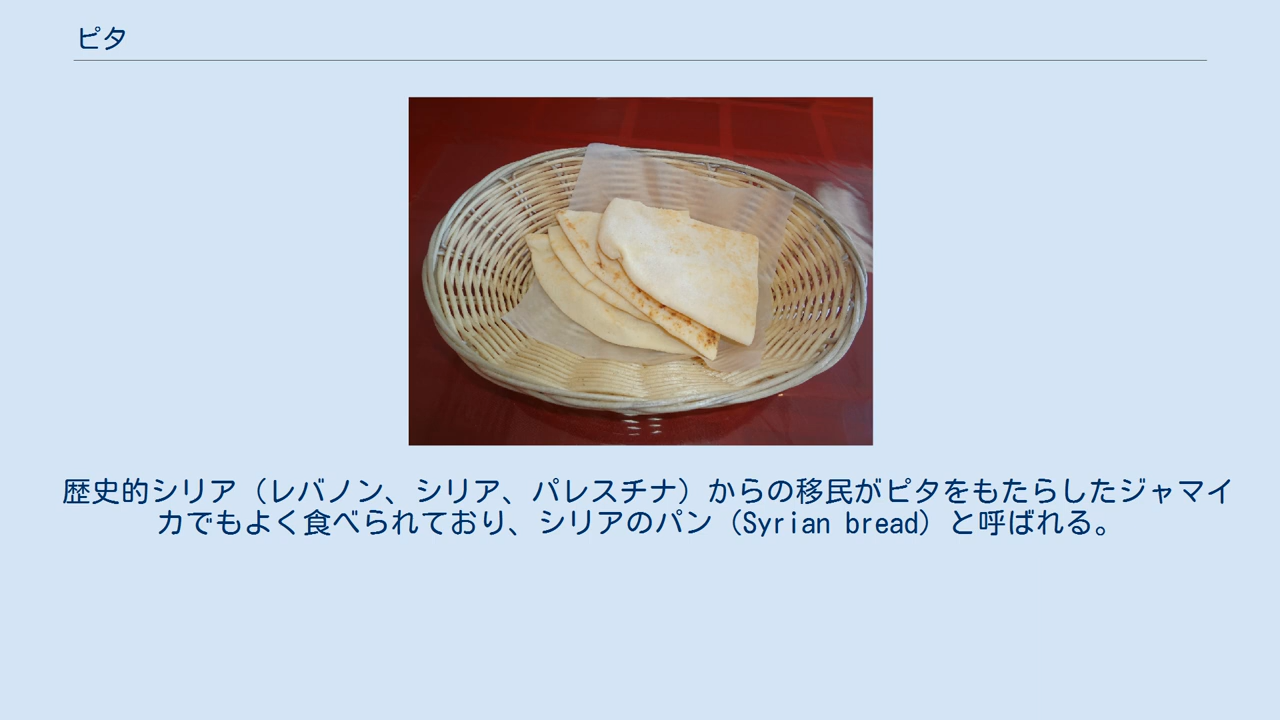 ピタ
歴史的シリア（レバノン、シリア、パレスチナ）からの移民がピタをもたらしたジャマイ
カでもよく食べられており、シリアのパン（Syrian bread）と呼ばれる。